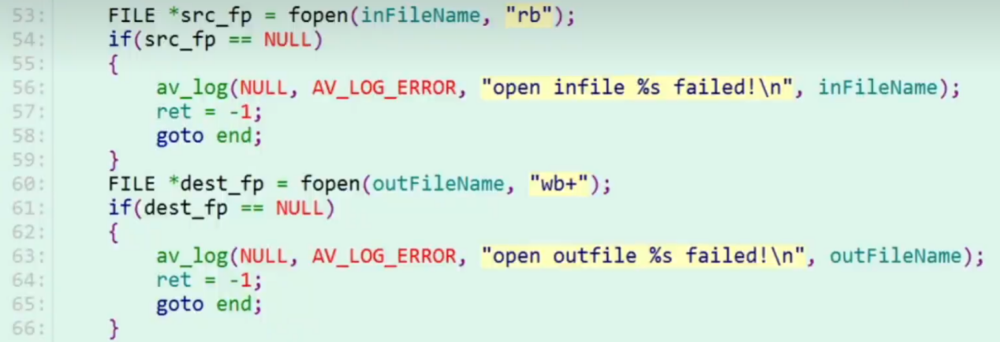 53: FILE *src_fp = fopen(inFileName, "rb");
54: if(src_fp == NULL)
55: {
56: av_log(NULL, AV_LOG_ERROR, "open infile %s failed!\n", inFileName);
57: ret = -1;
58: goto end;
59: }
60: FILE *dest_fp = fopen(outFileName, "wb+");
61: if(dest_fp == NULL)
62: {
63: av_log(NULL, AV_LOG_ERROR, "open outfile %s failed!\n", outFileName);
64: ret = -1;
65: goto end;
66: }